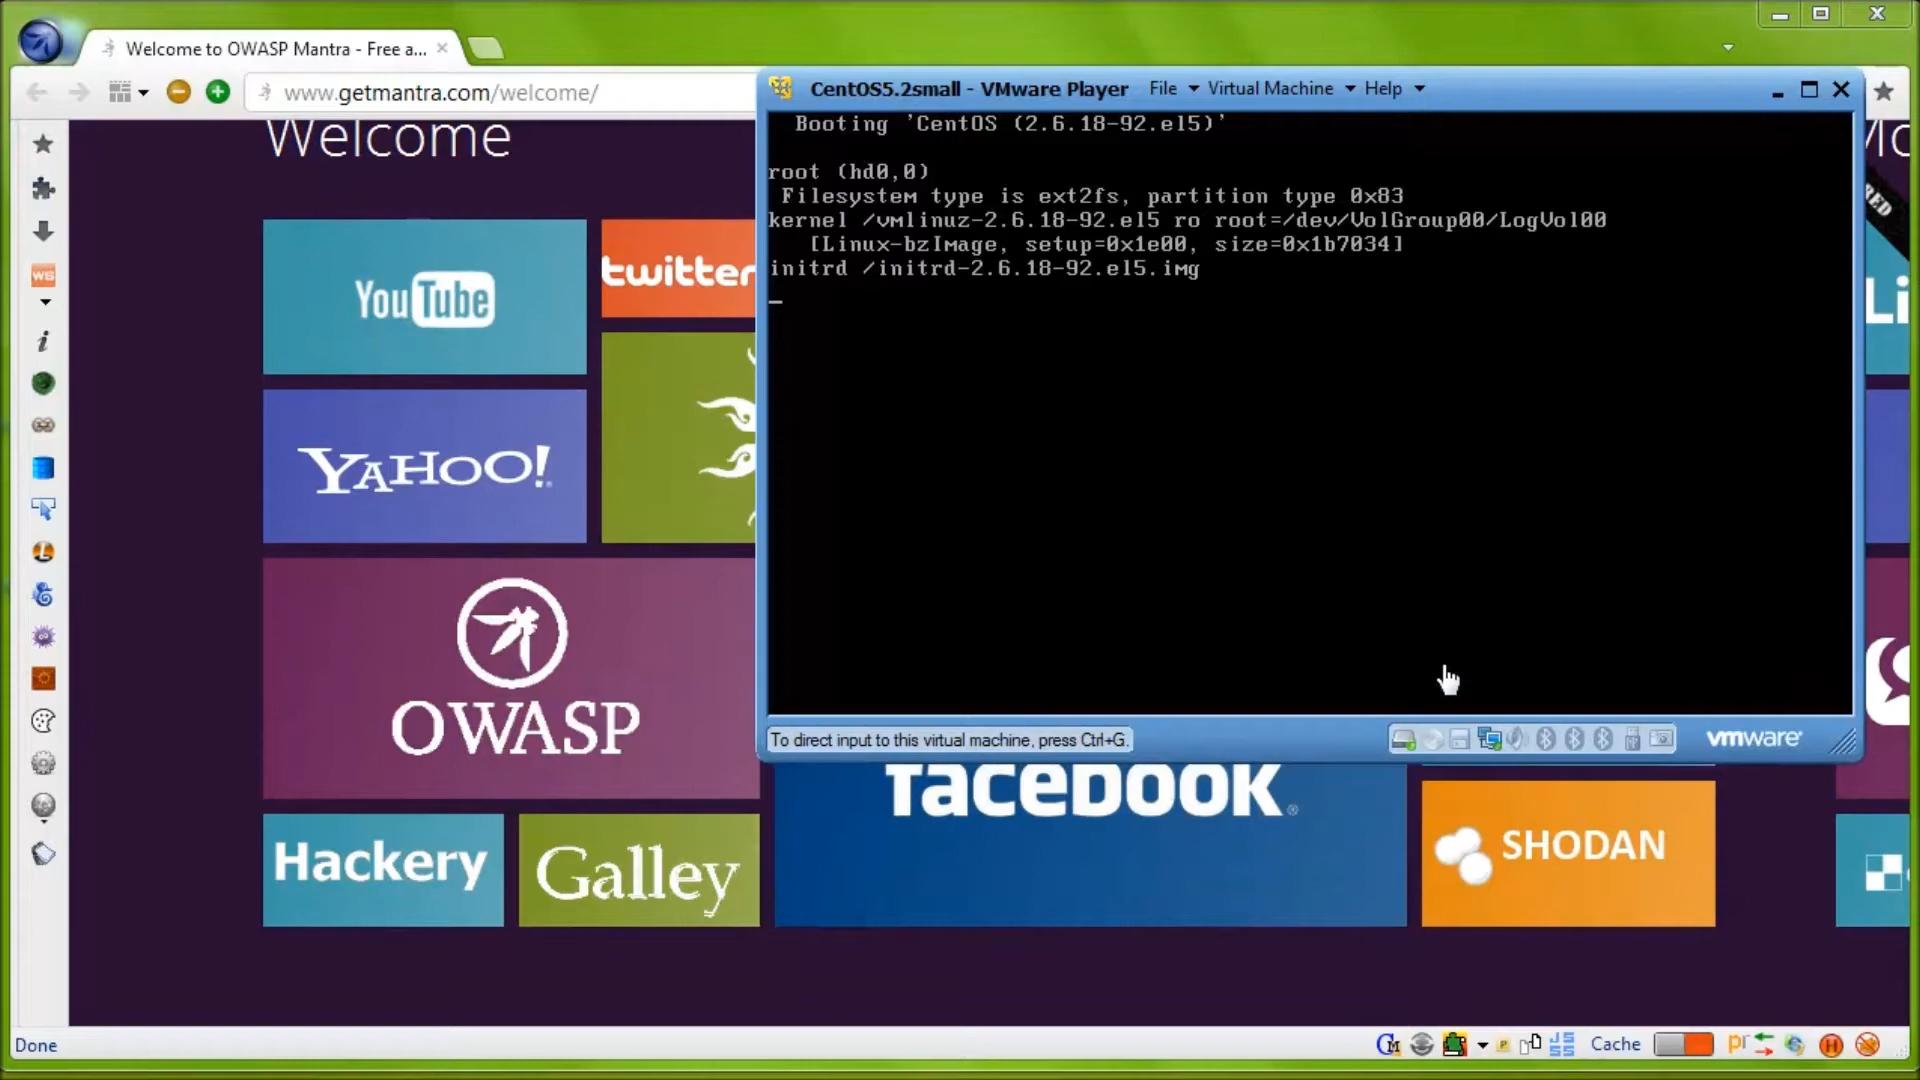 Welcome to OWASP Mantra - Free a...
www.getmantra.com/welcome/
Welcome
YouTube
twitter
YAHOO!
OWASP
Hackery
Galley
facebook
SHODAN
Li
CentOS5.2small - VMware Player
File
Virtual Machine
Help
Booting 'CentOS (2.6.18-92.el5)'
root (hd0,0)
Filesystem type is ext2fs, partition type 0x83
kernel /vmlinuz-2.6.18-92.el5 ro root=/dev/VolGroup00/LogVol00
[Linux-bzImage, setup=0x1e00, size=0x1b7034]
initrd /initrd-2.6.18-92.el5.img
_
To direct input to this virtual machine, press Ctrl+G.
vmware
ws
i
Done
Cache